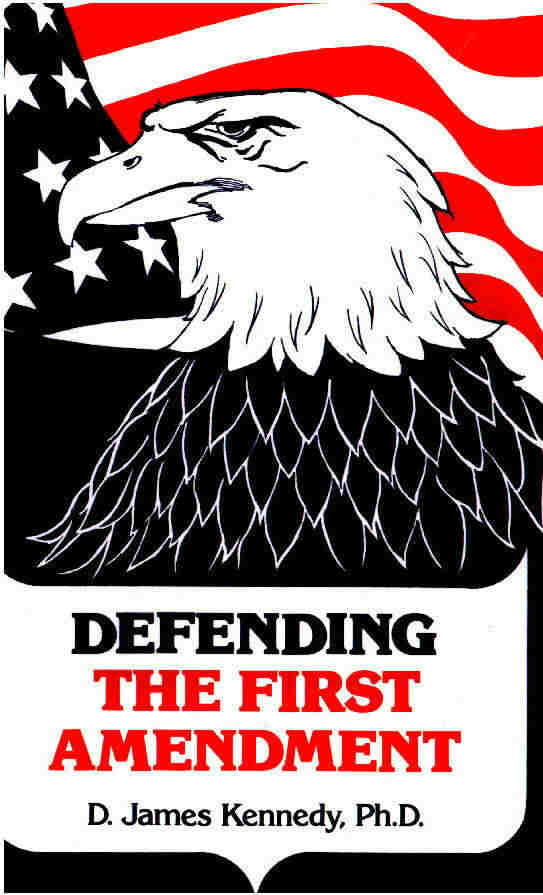 DEFENDING
THE FIRST
AMENDMENT
D. James Kennedy, Ph.D.